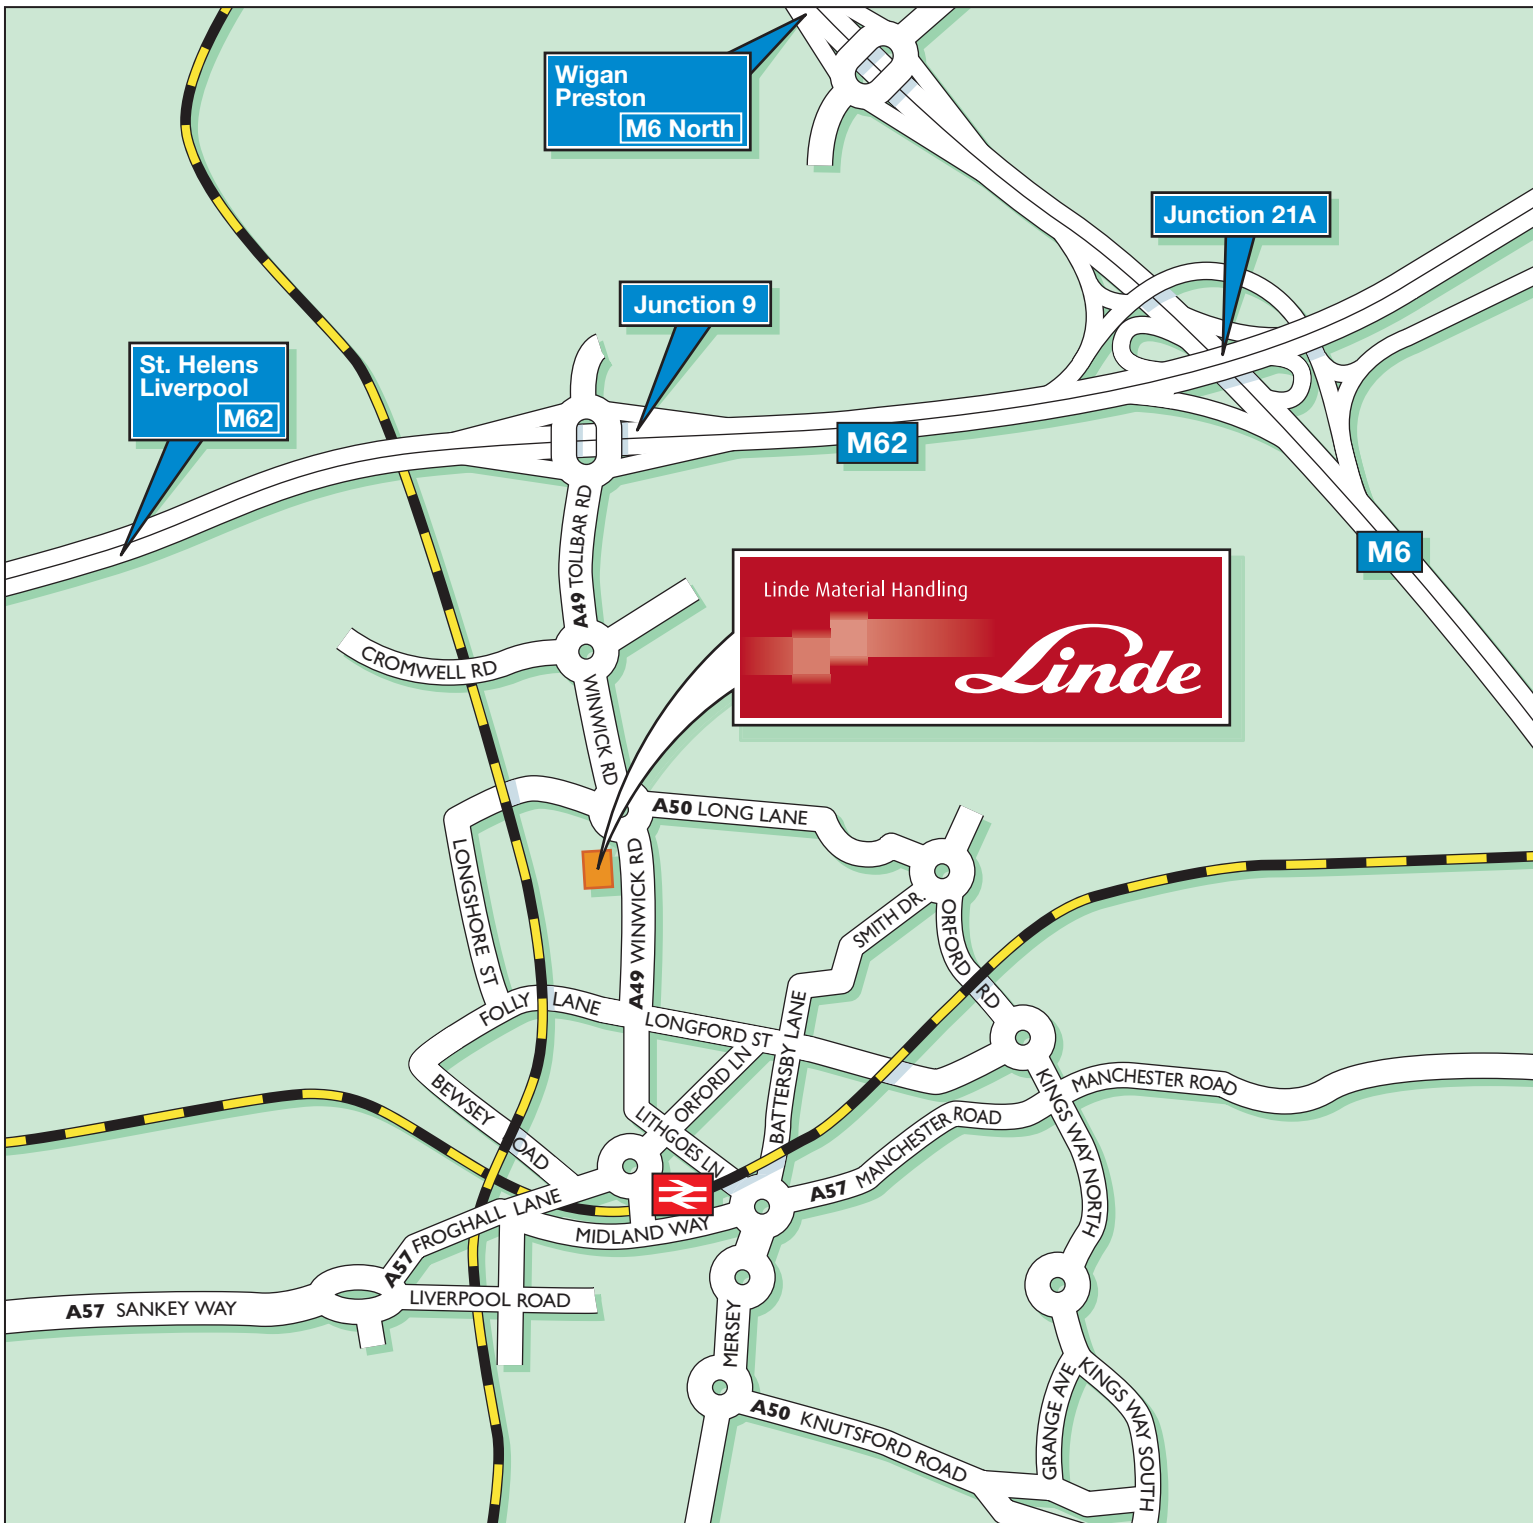 Wigan
Preston
M6 North
Junction 21A
Junction 9
St. Helens
Liverpool
M62
M62
M6
A49 TOLLBAR RD
Linde Material Handling
Linde
CROMWELL RD
WINWICK RD
A50 LONG LANE
LONGSHORE ST
A49 WINWICK RD
SMITH DR.
ORFORD RD
FOLLY LANE
LONGFORD ST
BATTERSBY LANE
ORFORD LN
BEWSEY OAD
LITHGOES LN
KINGS WAY NORTH
MANCHESTER ROAD
A57 MANCHESTER ROAD
A57 FROGHALL LANE
MIDLAND WAY
A57 SANKEY WAY
LIVERPOOL ROAD
MERSEY
A50 KNUTSFORD ROAD
GRANGE AVE
KINGS WAY SOUTH